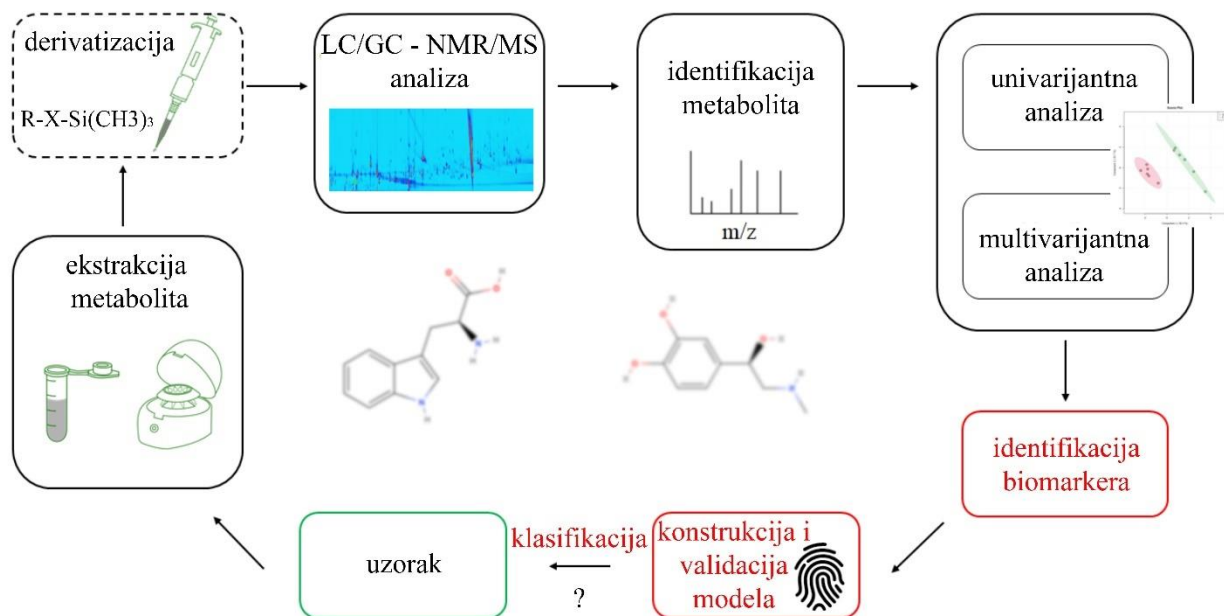 derivatizacija
R-X-Si(CH3)₃
LC/GC - NMR/MS
analiza
identifikacija
metabolita
m/z
univarijantna
analiza
multivarijantna
analiza
ekstrakcija
metabolita
identifikacija
biomarkera
konstrukcija i
validacija
modela
klasifikacija
?
uzorak